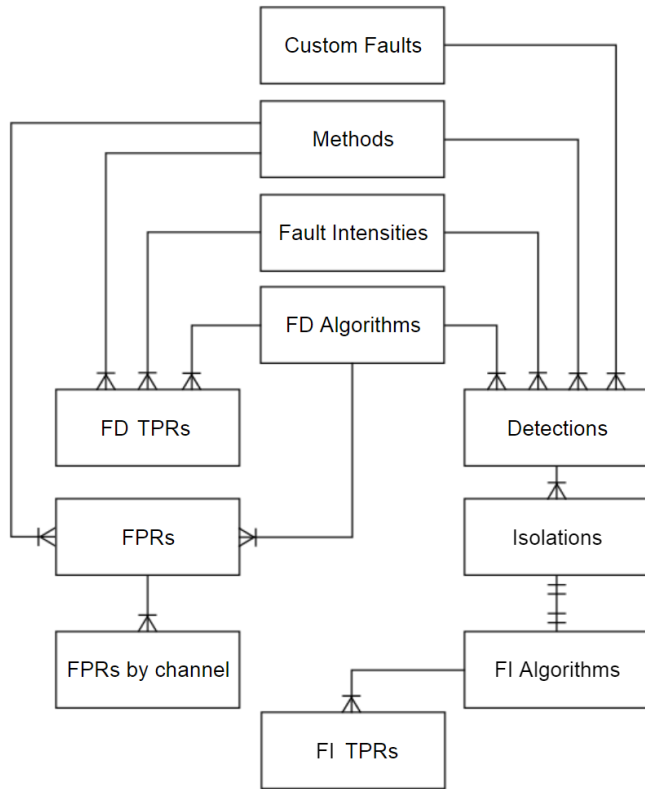 Custom Faults
Methods
Fault Intensities
FD Algorithms
FD TPRs
Detections
FPRs
Isolations
FPRs by channel
FI Algorithms
FI TPRs